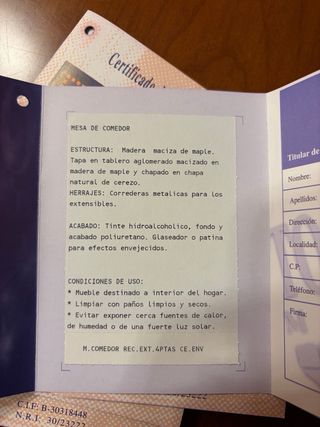 Certificado
MESA DE COMEDOR
ESTRUCTURA: Madera maciza de maple.
Tapa en tablero aglomerado macizado en
madera de maple y chapado en chapa
natural de cerezo.
HERRAJES: Correderas metalicas para los
extensibles.
ACABADO: Tinte hidroalcoholico, fondo y
acabado poliuretano. Glaseador o patina
para efectos envejecidos.
CONDICIONES DE USO:
* Mueble destinado a interior del hogar.
* Limpiar con paños limpios y secos.
* Evitar exponer cerca fuentes de calor,
de humedad o de una fuerte luz solar.
M.COMEDOR REC.EXT.4PTAS CE.ENV
Titular de
Nombre:
Apellidos:
Dirección:
Localidad:
C.P:
Teléfono:
Firma:
C.I.F: B-30318448
N.R.I: 30/23222